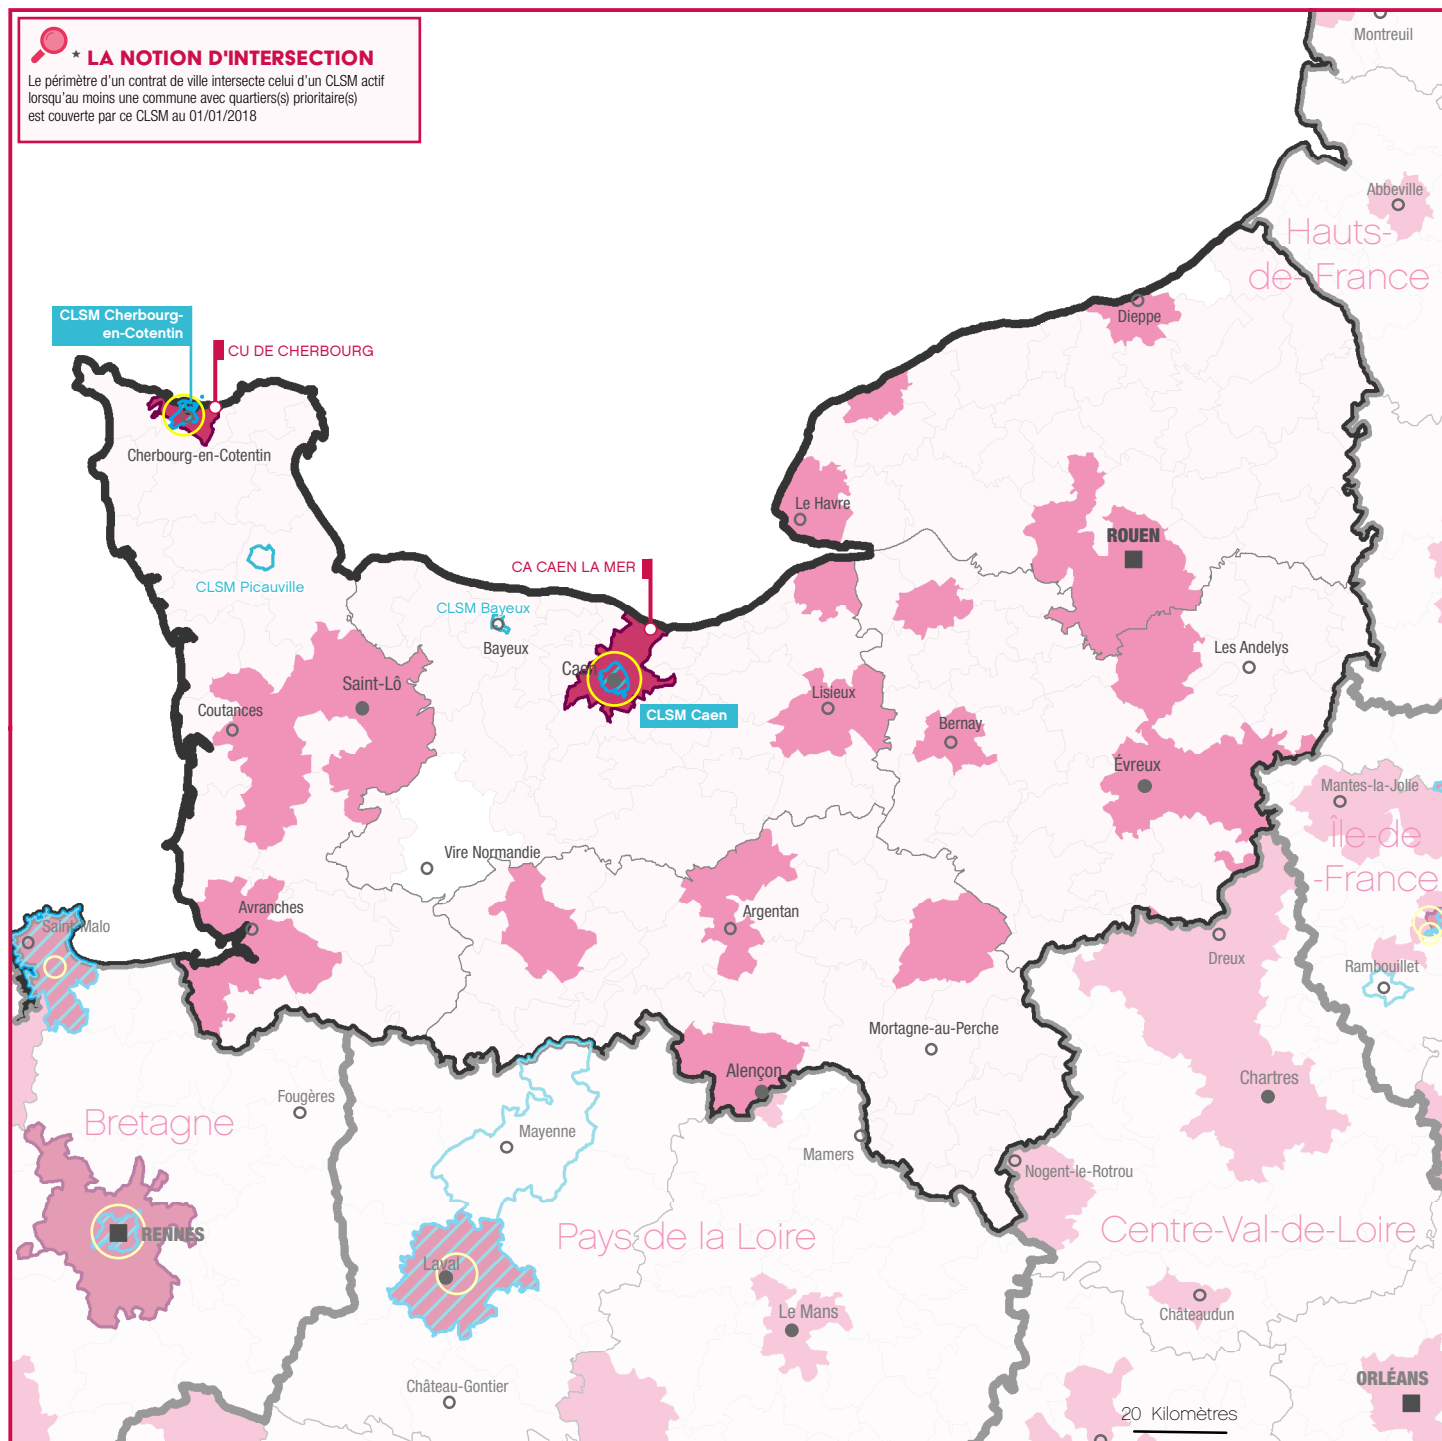 * LA NOTION D'INTERSECTION
Le périmètre d'un contrat de ville intersecte celui d'un CLSM actif
lorsqu'au moins une commune avec quartiers(s) prioritaire(s)
est couverte par ce CLSM au 01/01/2018
Montreuil
Abbeville
Hauts-
de-France
Dieppe
CLSM Cherbourg-
en-Cotentin
CU DE CHERBOURG
Cherbourg-en-Cotentin
Le Havre
ROUEN
CLSM Picauville
CA CAEN LA MER
CLSM Bayeux
Bayeux
Caen
CLSM Caen
Les Andelys
Saint-Lô
Coutances
Lisieux
Bernay
Évreux
Mantes-la-Jolie
Île-de
-France
Vire Normandie
Avranches
Argentan
Saint-Malo
Dreux
Rambouillet
Mortagne-au-Perche
Alençon
Chartres
Fougères
Bretagne
Mayenne
Mamers
Nogent-le-Rotrou
RENNES
Pays de la Loire
Centre-Val-de-Loire
Laval
Le Mans
Châteaudun
Château-Gontier
ORLÉANS
20 Kilomètres